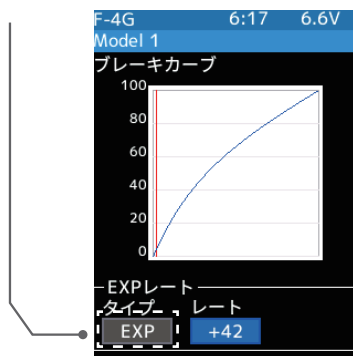 F-4G 6:17 6.6V
Model 1
ブレーキカーブ
100
80
60
40
20
0
EXPレート
タイプ レート
EXP +42